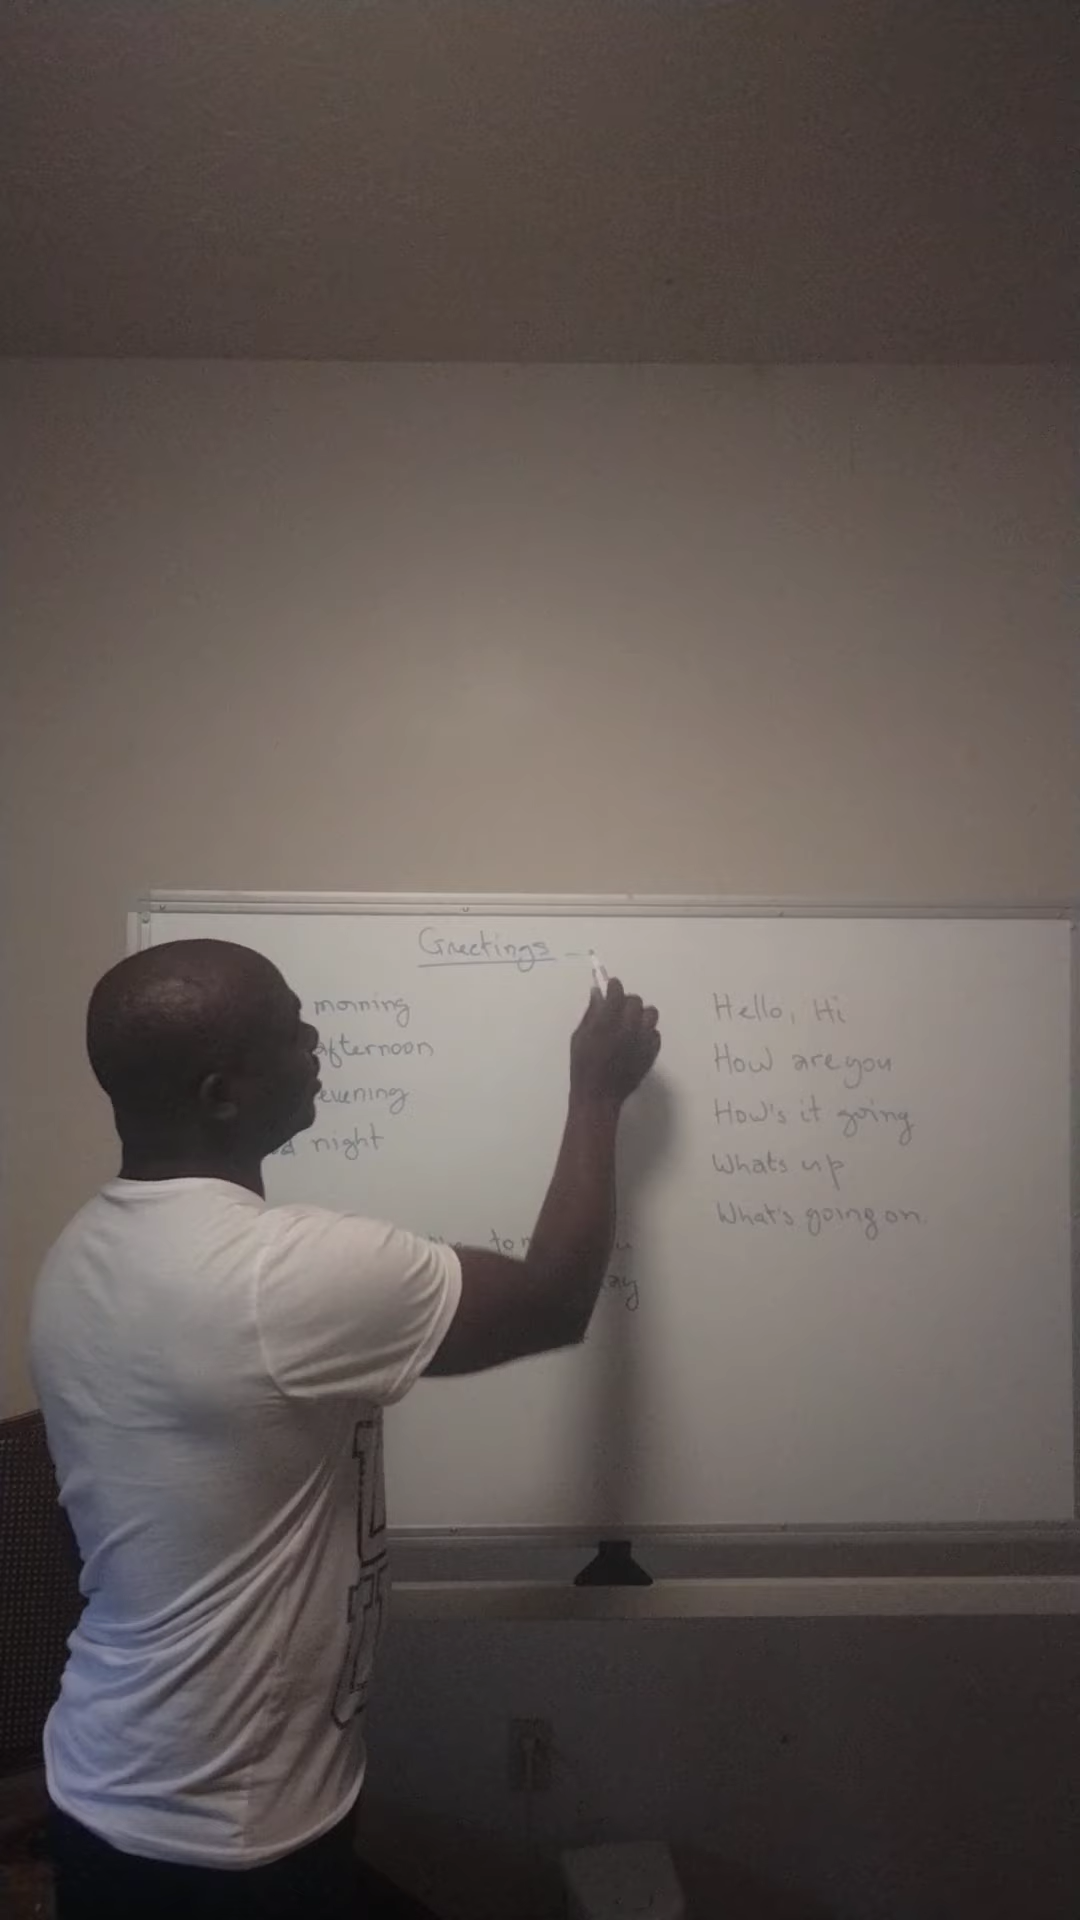 Greetings -
morning
afternoon
evening
night
Hello, Hi
How are you
How's it going
Whats up
What's going on.